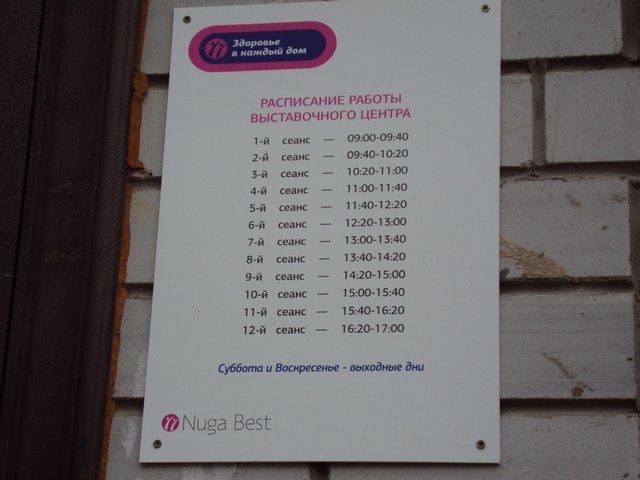 Здоровье
в каждый дом
РАСПИСАНИЕ РАБОТЫ
ВЫСТАВОЧНОГО ЦЕНТРА
1-й сеанс — 09:00-09:40
2-й сеанс — 09:40-10:20
3-й сеанс — 10:20-11:00
4-й сеанс — 11:00-11:40
5-й сеанс — 11:40-12:20
6-й сеанс — 12:20-13:00
7-й сеанс — 13:00-13:40
8-й сеанс — 13:40-14:20
9-й сеанс — 14:20-15:00
10-й сеанс — 15:00-15:40
11-й сеанс — 15:40-16:20
12-й сеанс — 16:20-17:00
Суббота и Воскресенье - выходные дни
Nuga Best